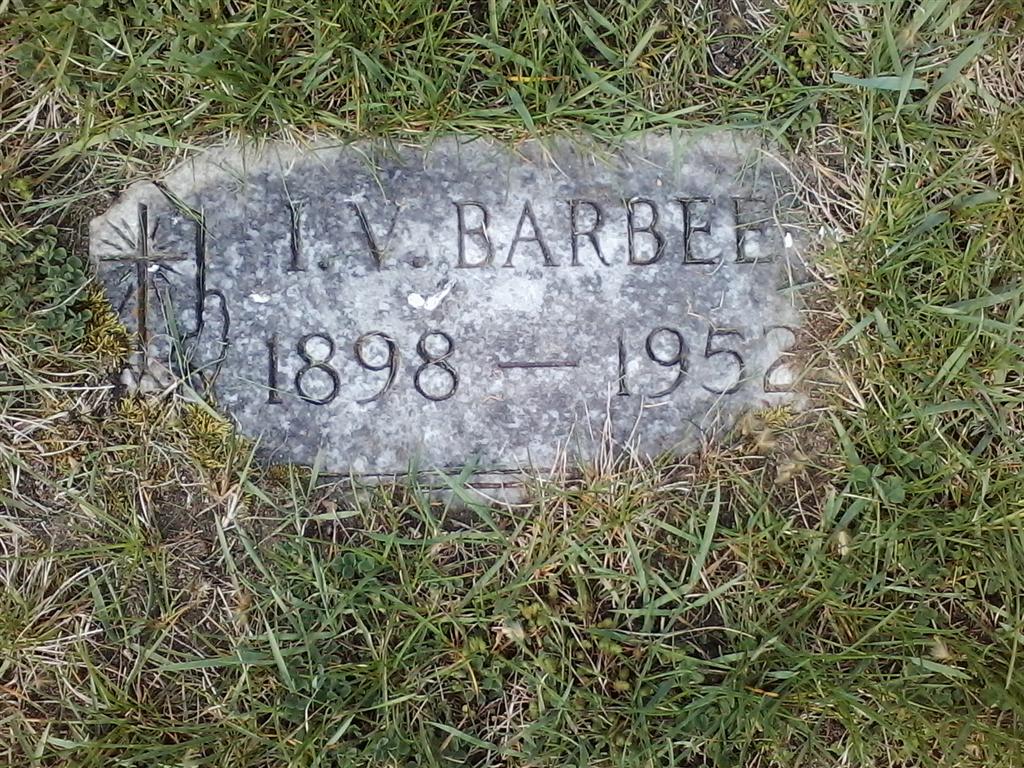 I. V. BARBEE
1898 — 1952